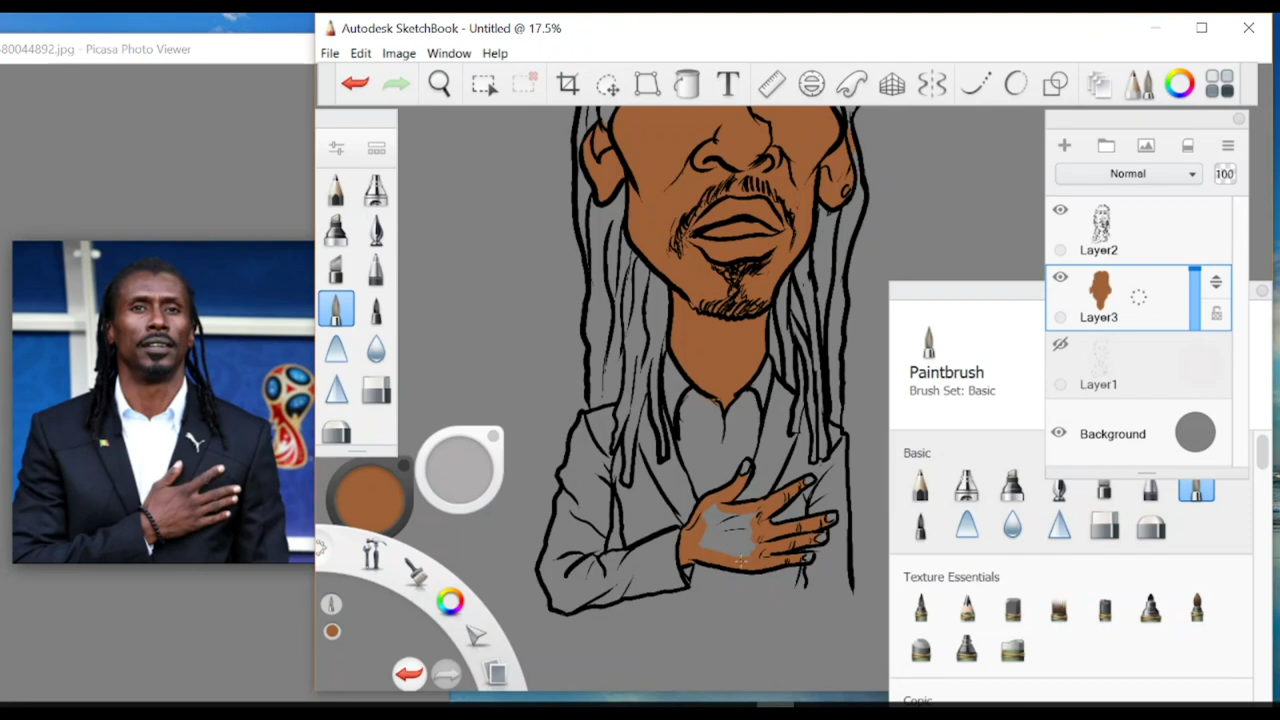 Autodesk SketchBook - Untitled @ 17.5%
-80044892.jpg - Picasa Photo Viewer
File Edit Image Window Help
T
Normal
100
Layer2
Layer3
Layer1
Background
Paintbrush
Brush Set: Basic
Basic
Texture Essentials
Copic